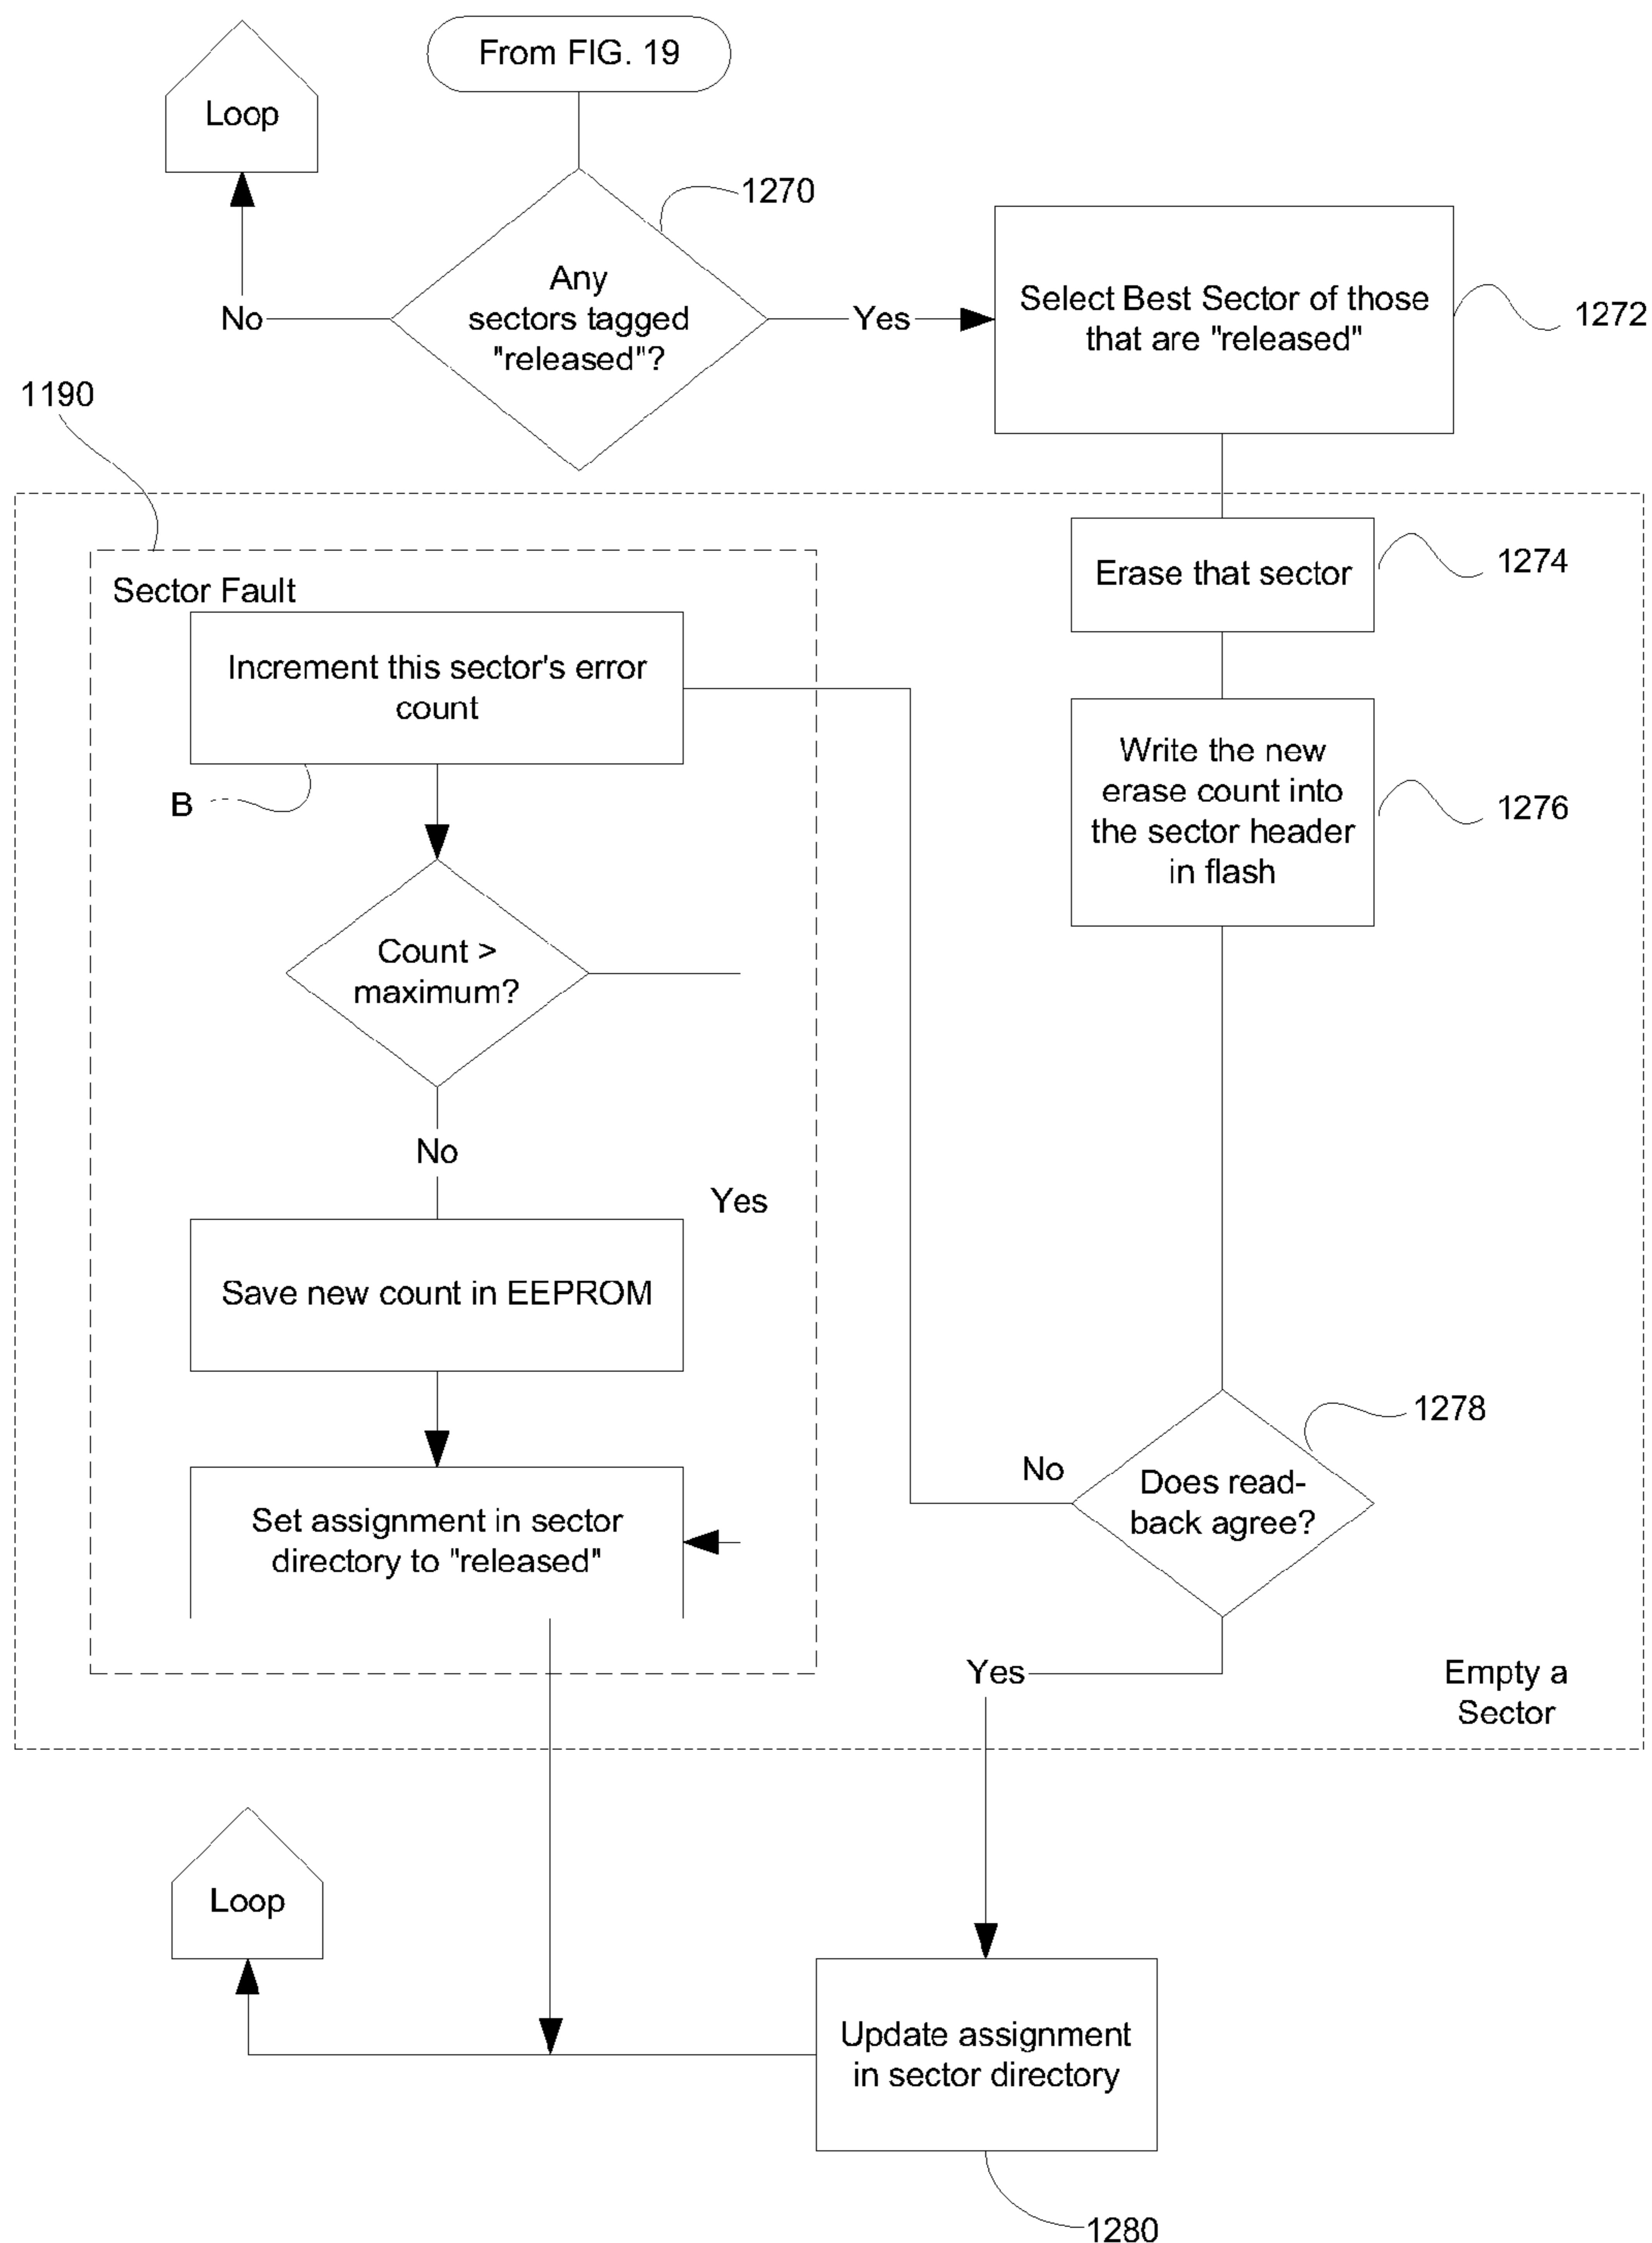 From FIG. 19
Loop
1270
Any
sectors tagged
"released"?
No
Yes
Select Best Sector of those
that are "released"
1272
1190
Sector Fault
Increment this sector's error
count
B
Count >
maximum?
No
Yes
Save new count in EEPROM
Set assignment in sector
directory to "released"
Erase that sector
1274
Write the new
erase count into
the sector header
in flash
1276
1278
Does read-
back agree?
No
Yes
Empty a
Sector
Loop
Update assignment
in sector directory
1280